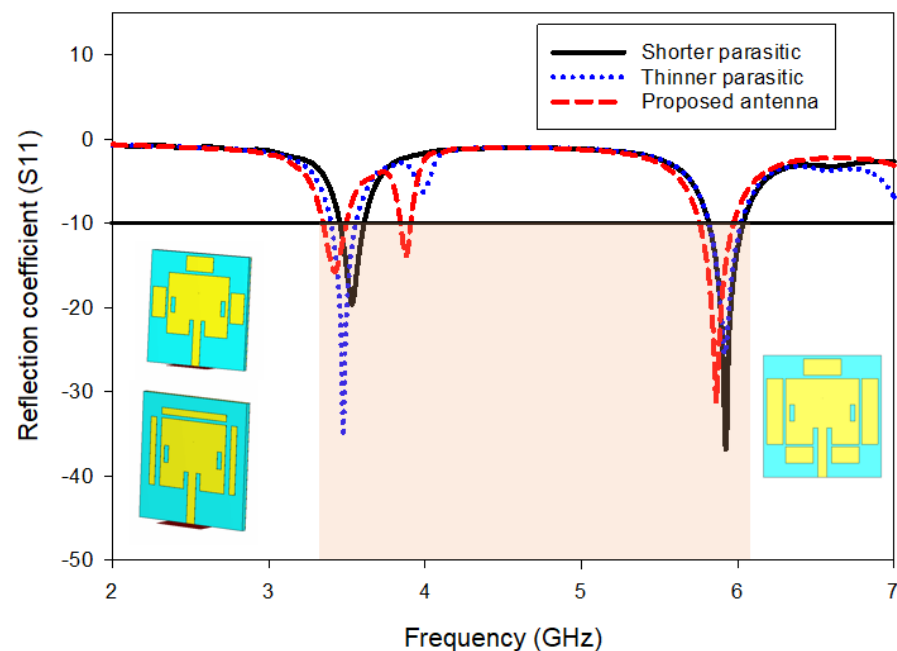 Shorter parasitic
Thinner parasitic
Proposed antenna
Reflection coefficient (S11)
10
0
-10
-20
-30
-40
-50
2
3
4
5
6
7
Frequency (GHz)